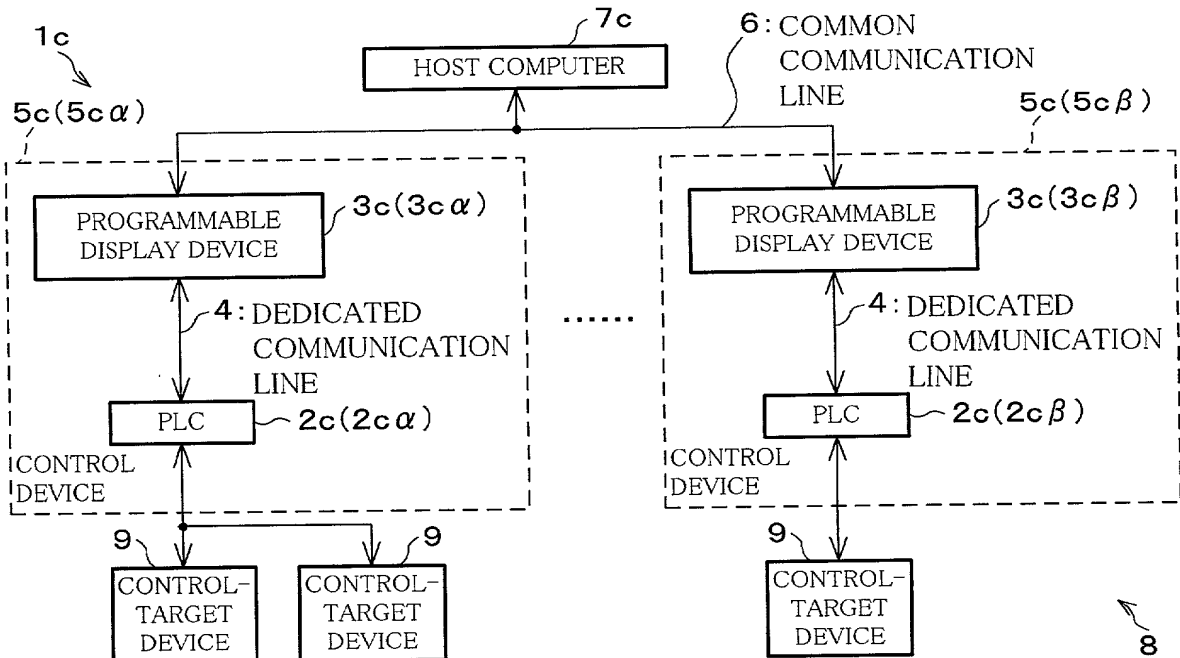 1c
7c
HOST COMPUTER
6: COMMON
COMMUNICATION
LINE
5c(5cα)
5c(5cβ)
PROGRAMMABLE
DISPLAY DEVICE
3c(3cα)
PROGRAMMABLE
DISPLAY DEVICE
3c(3cβ)
4: DEDICATED
COMMUNICATION
LINE
......
4: DEDICATED
COMMUNICATION
LINE
PLC
2c(2cα)
PLC
2c(2cβ)
CONTROL
DEVICE
CONTROL
DEVICE
9
CONTROL-
TARGET
DEVICE
9
CONTROL-
TARGET
DEVICE
9
CONTROL-
TARGET
DEVICE
8